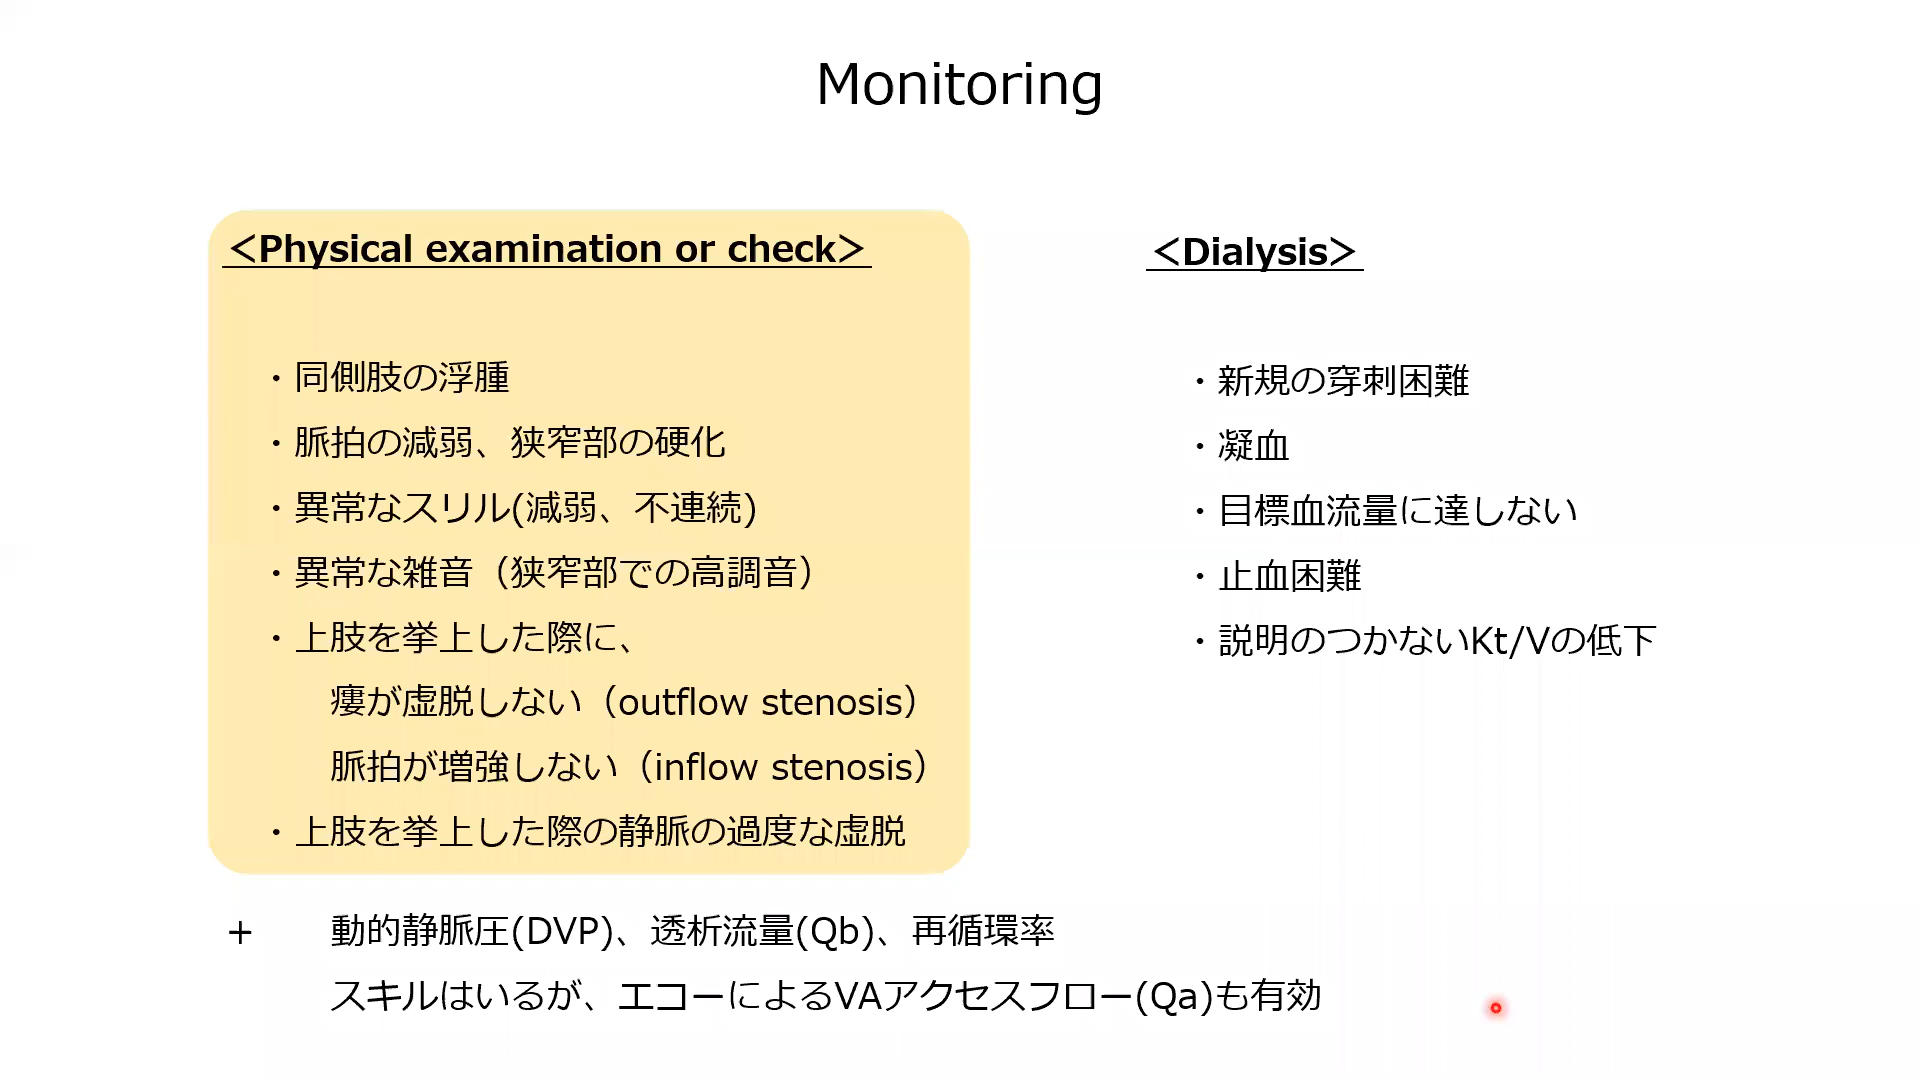 Monitoring
＜Physical examination or check＞
・同側肢の浮腫
・脈拍の減弱、狭窄部の硬化
・異常なスリル(減弱、不連続)
・異常な雑音（狭窄部での高調音）
・上肢を挙上した際に、
瘻が虚脱しない（outflow stenosis）
脈拍が増強しない（inflow stenosis）
・上肢を挙上した際の静脈の過度な虚脱
＜Dialysis＞
・新規の穿刺困難
・凝血
・目標血流量に達しない
・止血困難
・説明のつかないKt/Vの低下
＋　動的静脈圧(DVP)、透析流量(Qb)、再循環率
スキルはいるが、エコーによるVAアクセスフロー(Qa)も有効